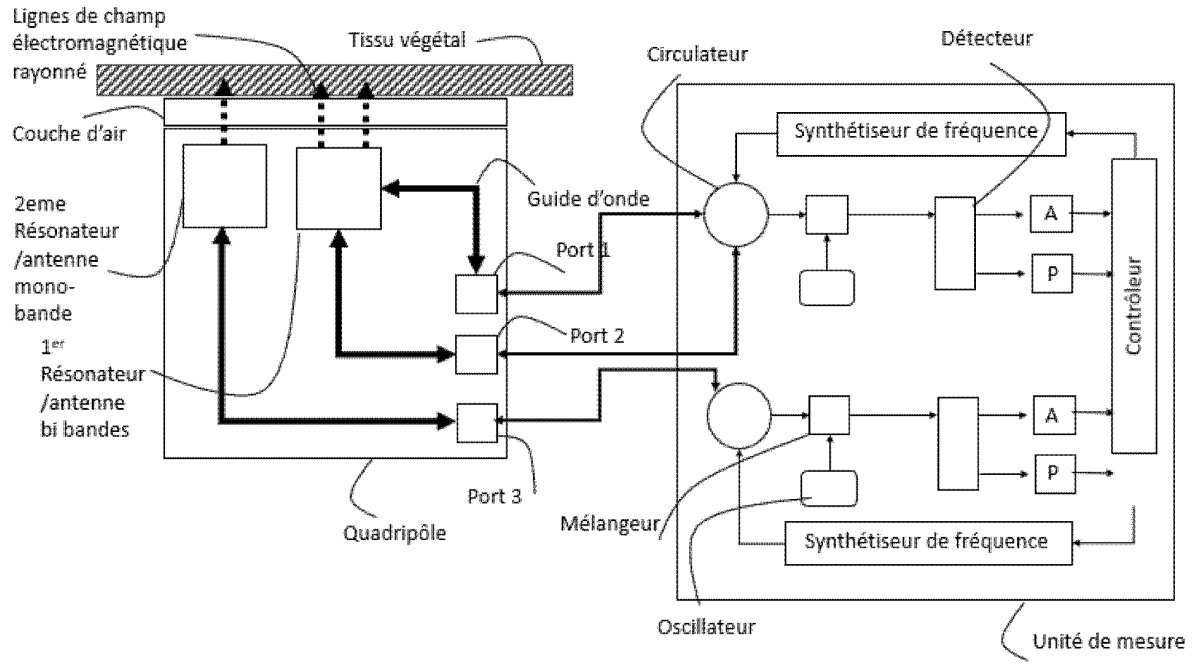 Lignes de champ
électromagnétique
rayonné
Tissu végétal
Circulateur
Détecteur
Couche d'air
Synthétiseur de fréquence
2eme
Résonateur
/antenne
mono-
bande
Guide d'onde
Port 1
A
P
Contrôleur
Port 2
1er
Résonateur
/antenne
bi bandes
A
P
Port 3
Quadripôle
Mélangeur
Synthétiseur de fréquence
Oscillateur
Unité de mesure